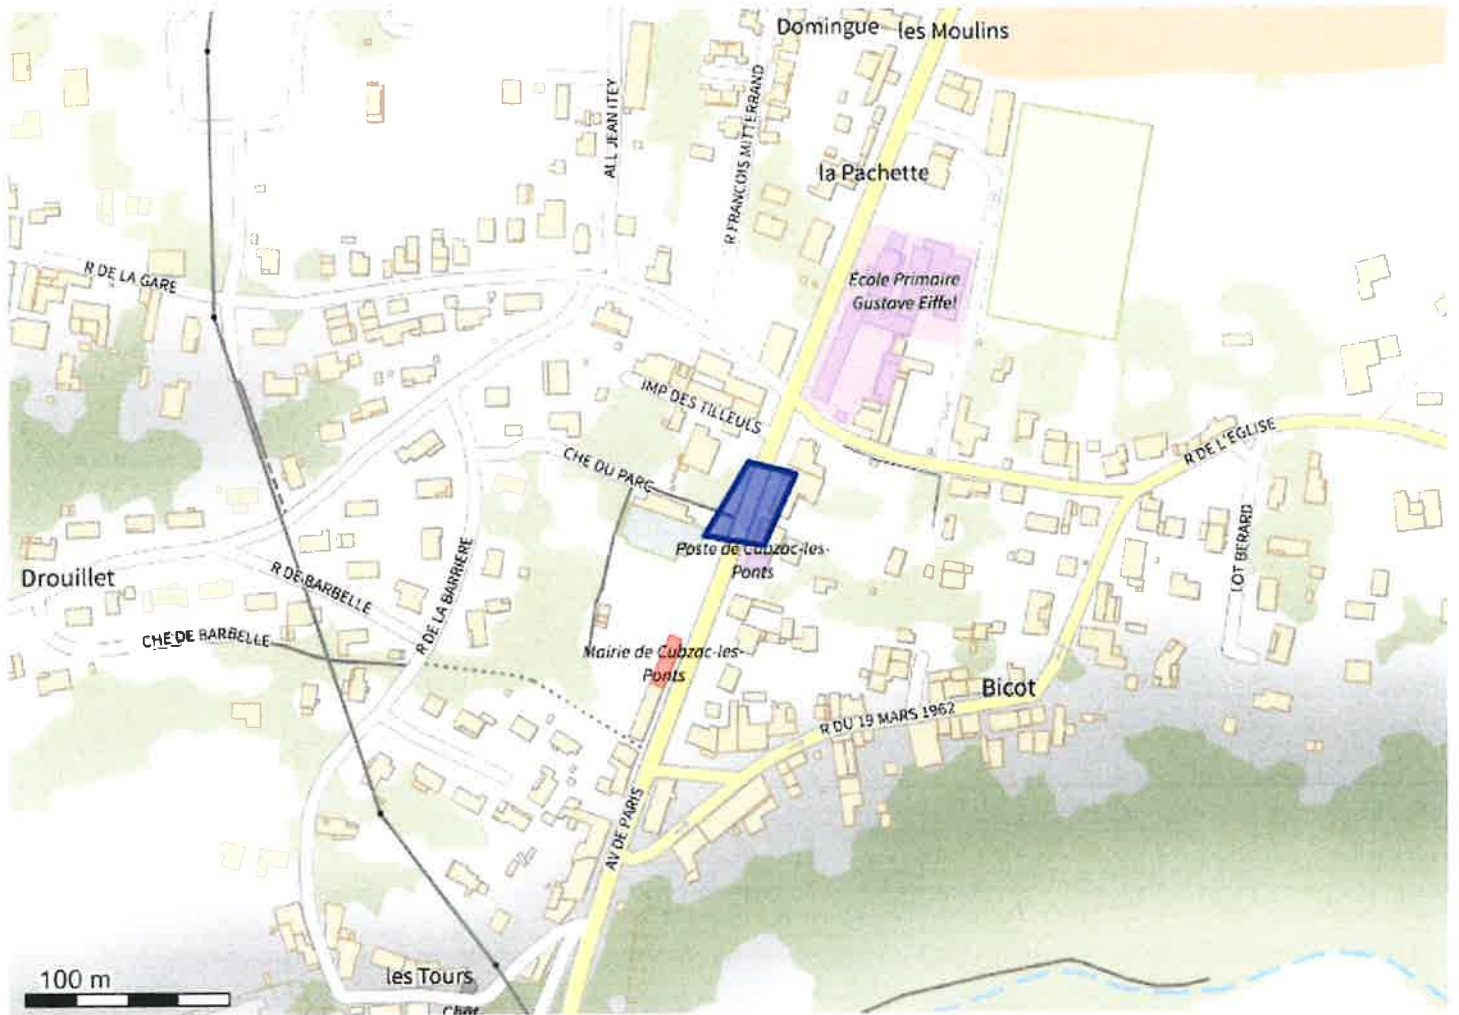 Domingue les Moulins
ALL JEAN ITEY
R FRANCOIS MITTERRAND
la Pachette
R DE LA GARE
École Primaire
Gustave Eiffel
IMP DES TILLEULS
CHE DU PARC
R DE L'EGLISE
Poste de Cubzac-les-
Ponts
LOT BERARD
Drouillet
R DE BARBELLE
R DE LA BARRIERE
CHE DE BARBELLE
Mairie de Cubzac-les-
Ponts
Bicot
R DU 19 MARS 1962
AV DE PARIS
100 m
les Tours
Chât